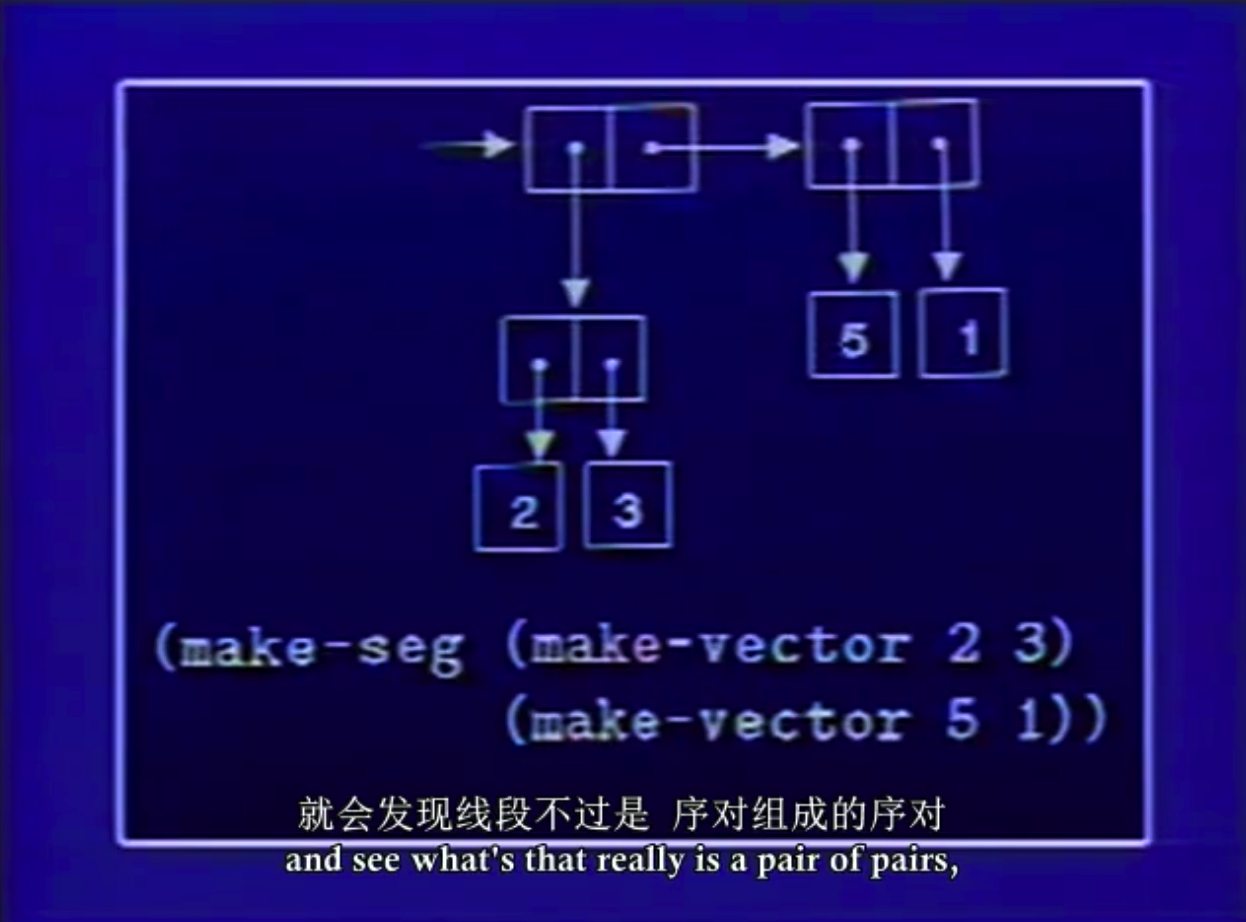 5 1
2 3
(make-seg (make-vector 2 3)
(make-vector 5 1))
就会发现线段不过是 序对组成的序对
and see what's that really is a pair of pairs,